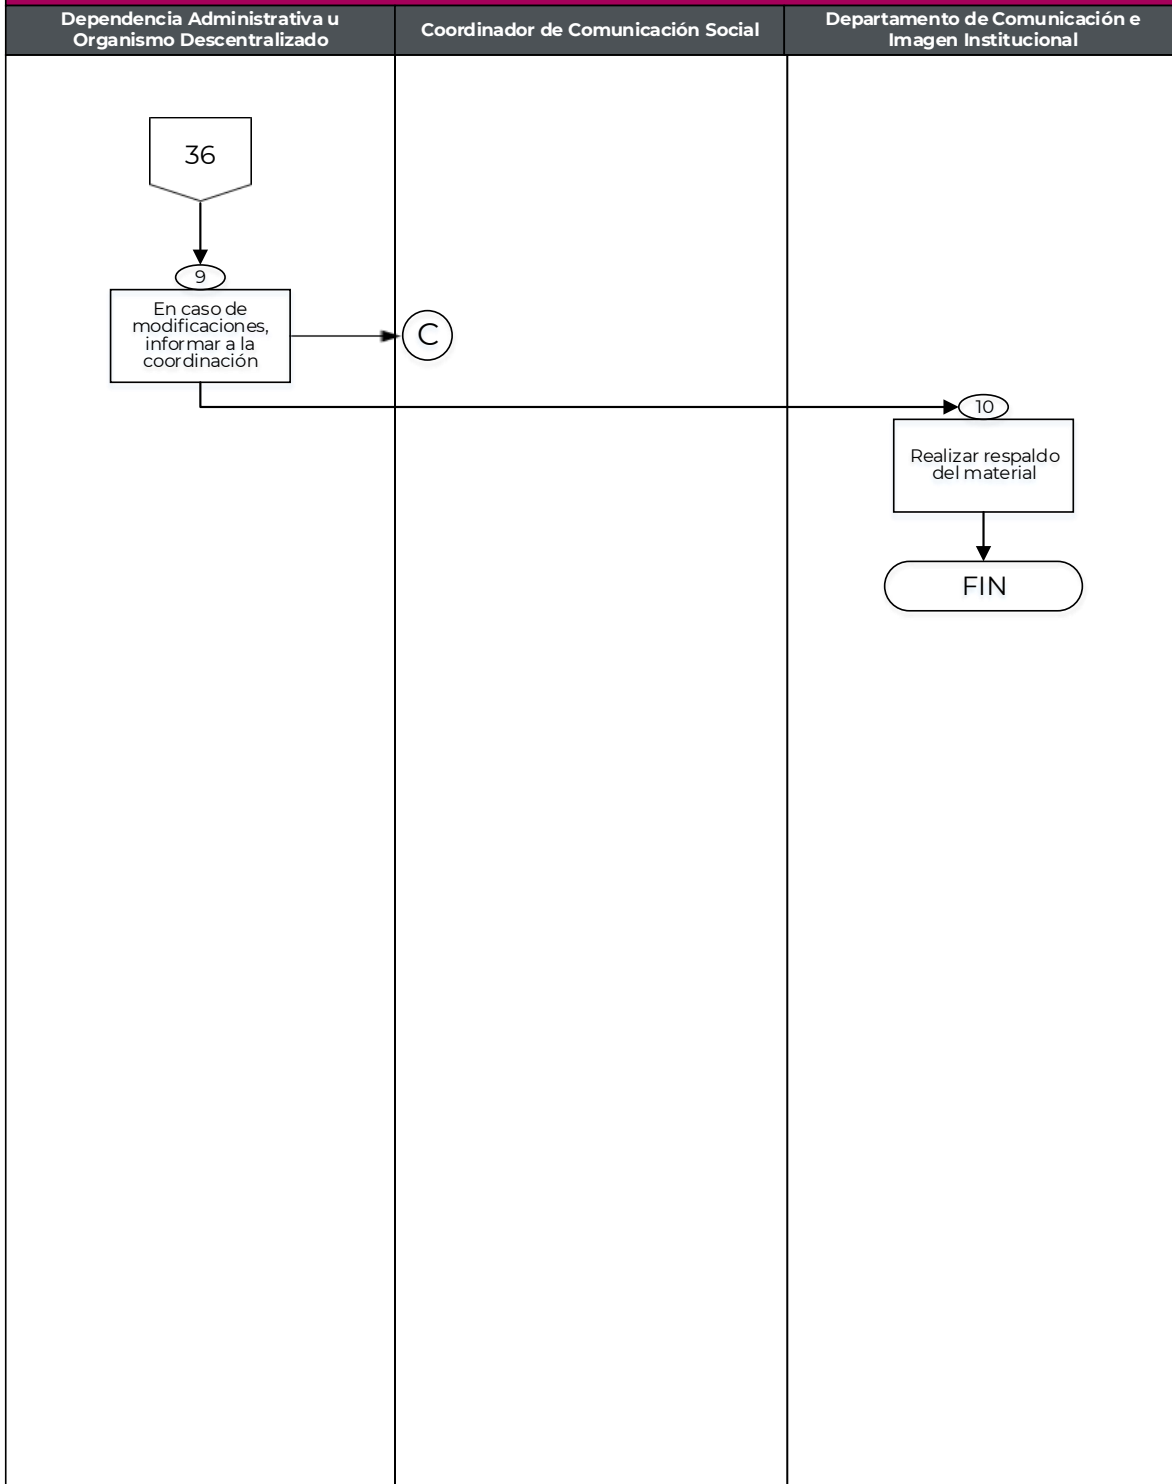 Dependencia Administrativa u
Organismo Descentralizado
Coordinador de Comunicación Social
Departamento de Comunicación e
Imagen Institucional
36
9
En caso de
modificaciones,
informar a la
coordinación
C
10
Realizar respaldo
del material
FIN